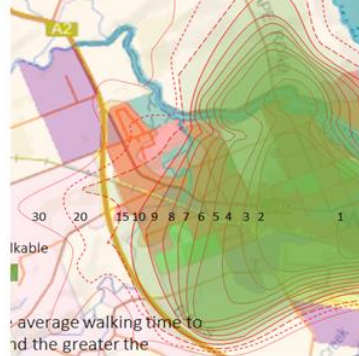 A2
30 20 15 10 9 8 7 6 5 4 3 2 1
lkable
average walking time to
nd the greater the